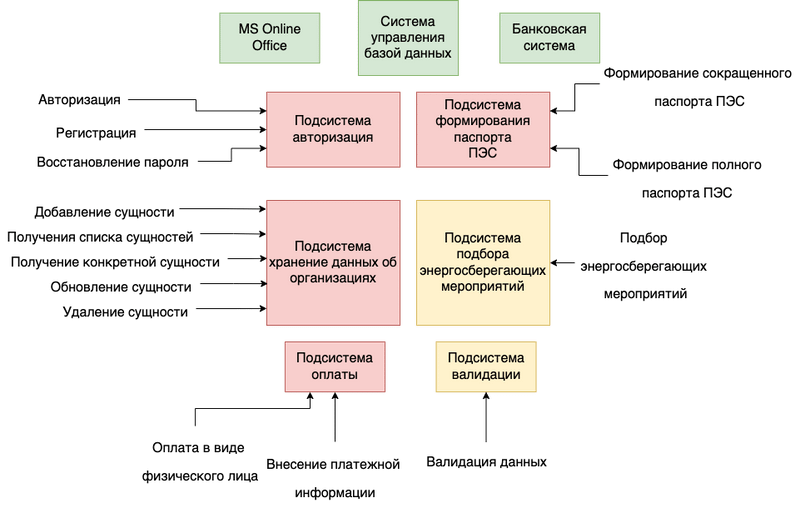 MS Online
Office
Система
управления
базой данных
Банковская
система
Авторизация
Регистрация
Восстановление пароля
Подсистема
авторизация
Подсистема
формирования
паспорта
ПЭС
Формирование сокращенного
паспорта ПЭС
Формирование полного
паспорта ПЭС
Добавление сущности
Получения списка сущностей
Получение конкретной сущности
Обновление сущности
Удаление сущности
Подсистема
хранение данных об
организациях
Подсистема
подбора
энергосберегающих
мероприятий
Подбор
энергосберегающих
мероприятий
Подсистема
оплаты
Подсистема
валидации
Оплата в виде
физического лица
Внесение платежной
информации
Валидация данных